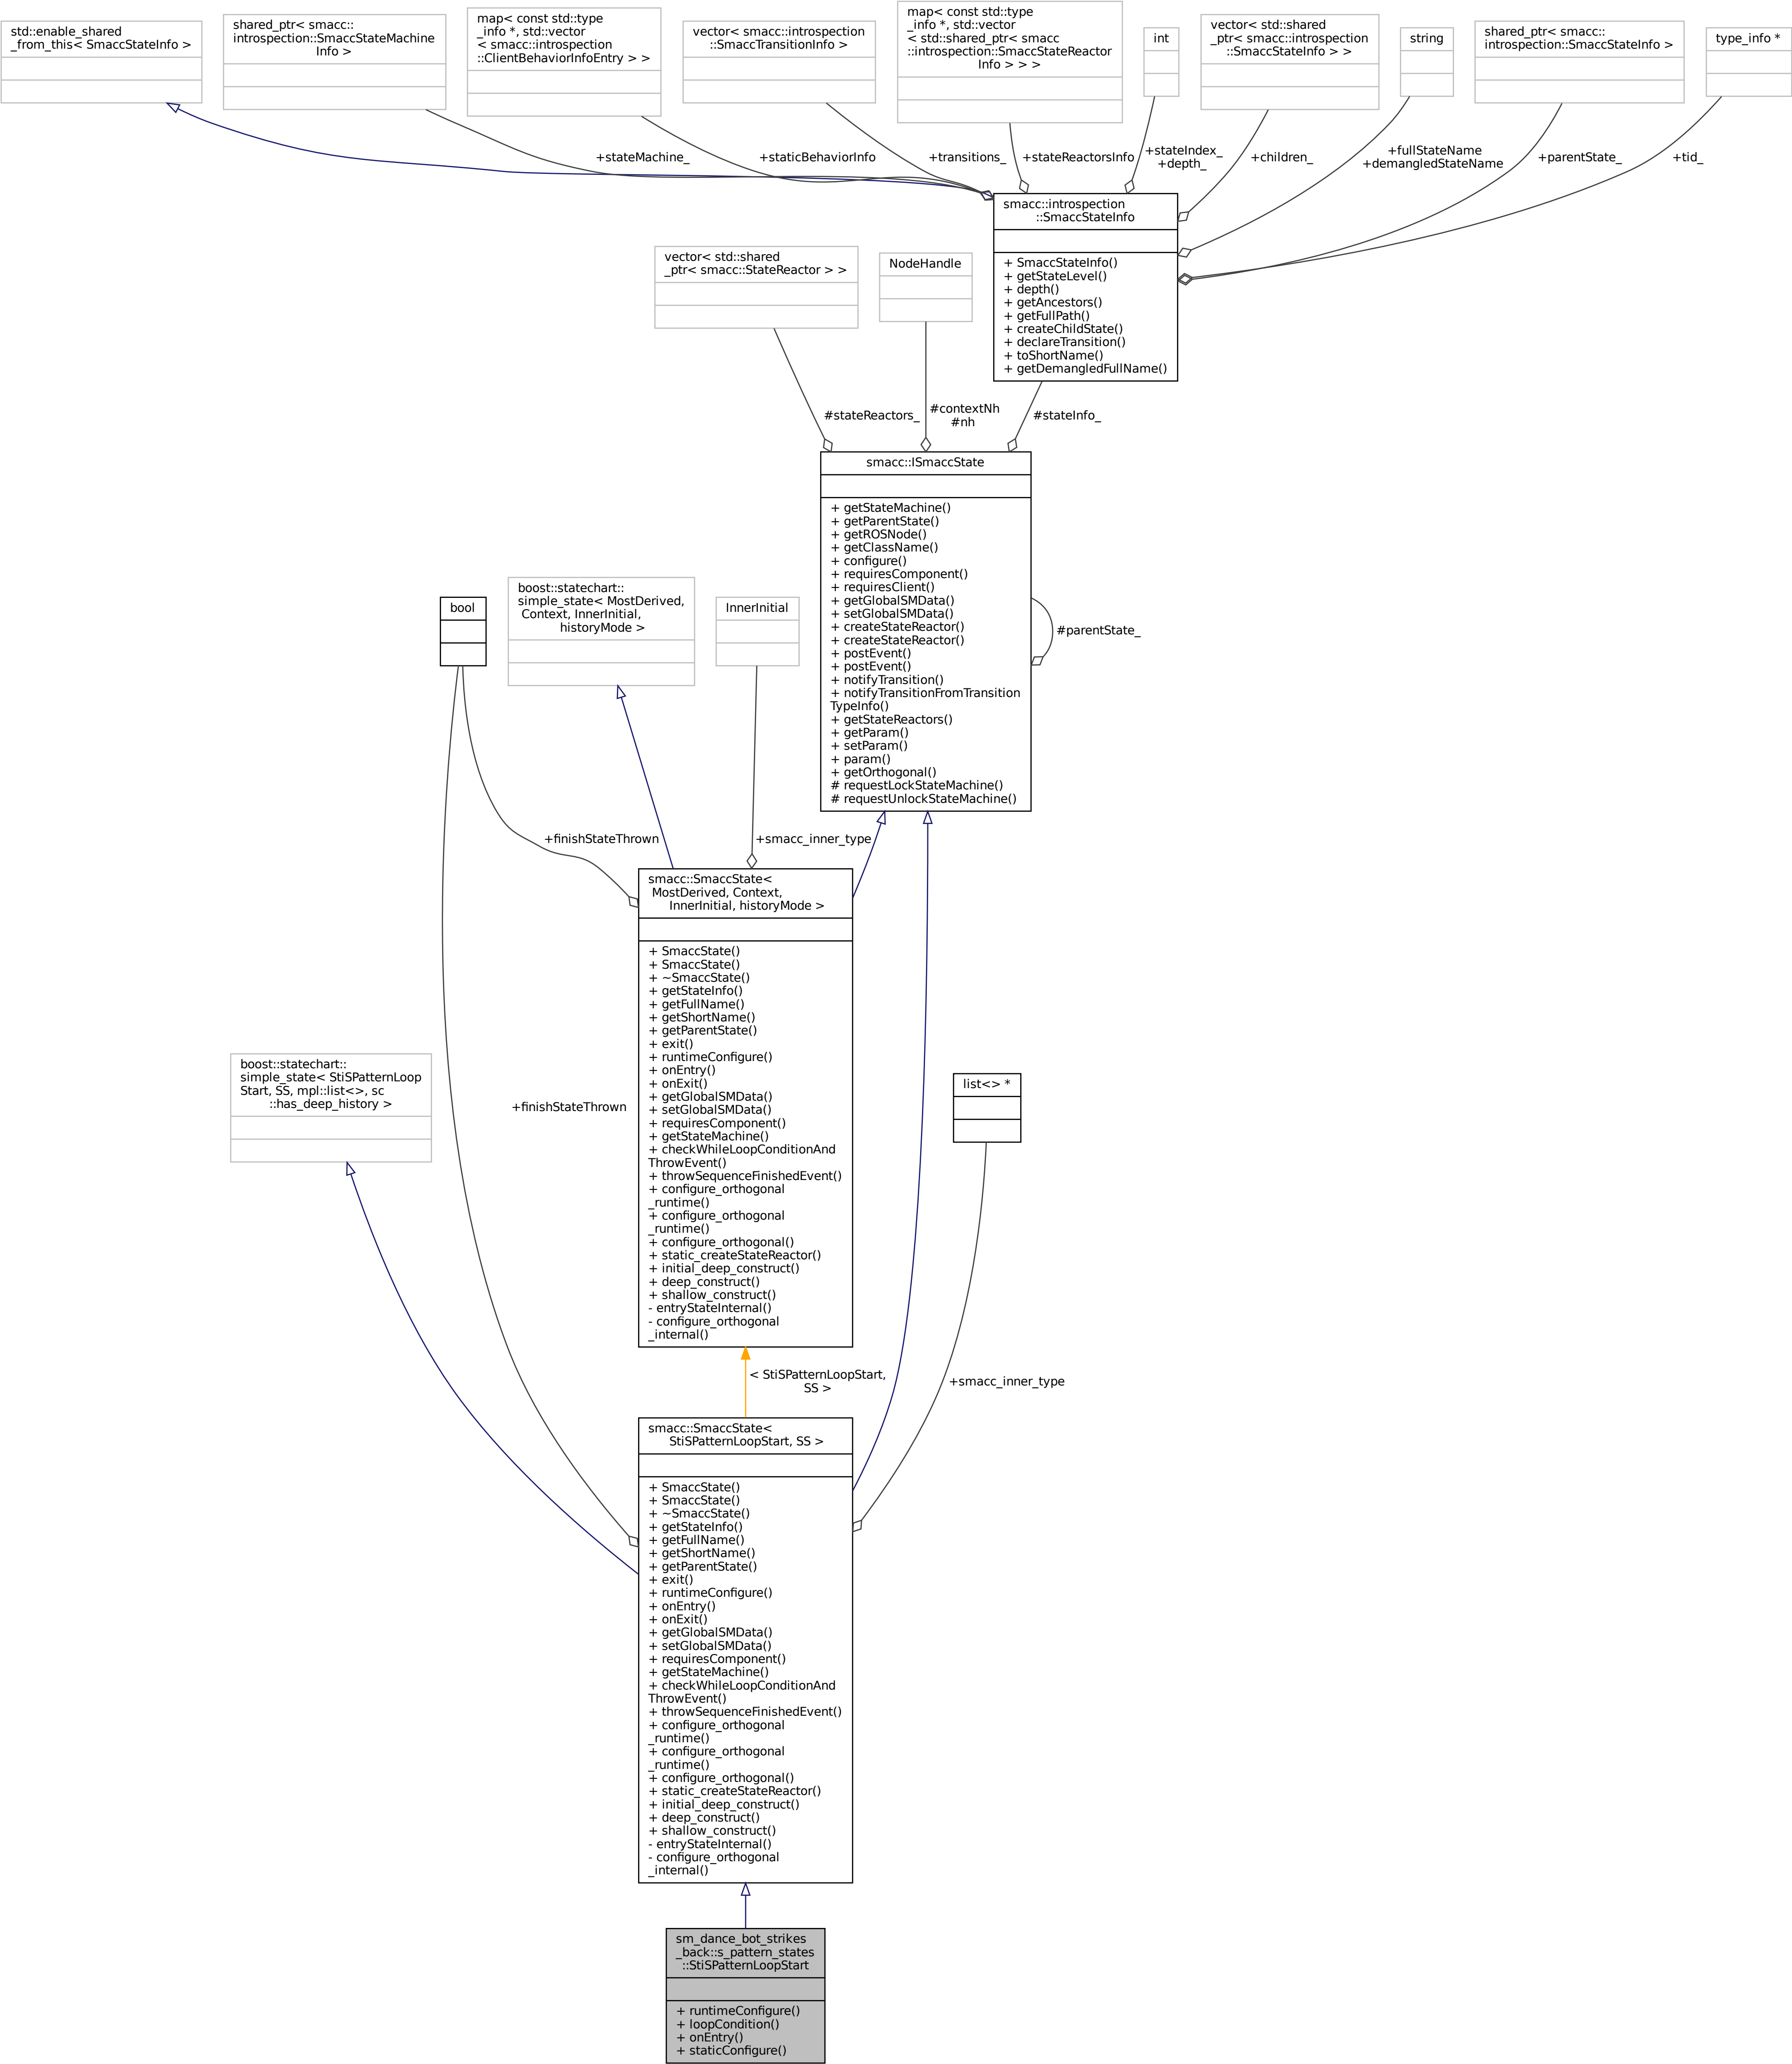 std::enable_shared
_from_this< SmaccStateInfo >
shared_ptr< smacc::
introspection::SmaccStateMachine
Info >
map< const std::type
_info *, std::vector
< smacc::introspection
::ClientBehaviorInfoEntry > >
vector< smacc::introspection
::SmaccTransitionInfo >
map< const std::type
_info *, std::vector
< std::shared_ptr< smacc
::introspection::SmaccStateReactor
Info > > >
int
vector< std::shared
_ptr< smacc::introspection
::SmaccStateInfo > >
string
shared_ptr< smacc::
introspection::SmaccStateInfo >
type_info *
+stateMachine_
+staticBehaviorInfo
+transitions_
+stateReactorsInfo
+stateIndex_
+depth_
+children_
+fullStateName
+demangledStateName
+parentState_
+tid_
smacc::introspection
::SmaccStateInfo
+ SmaccStateInfo()
+ getStateLevel()
+ depth()
+ getAncestors()
+ getFullPath()
+ createChildState()
+ declareTransition()
+ toShortName()
+ getDemangledFullName()
vector< std::shared
_ptr< smacc::StateReactor > >
NodeHandle
#stateReactors_
#contextNh
#nh
#stateInfo_
smacc::ISmaccState
+ getStateMachine()
+ getParentState()
+ getROSNode()
+ getClassName()
+ configure()
+ requiresComponent()
+ requiresClient()
+ getGlobalSMData()
+ setGlobalSMData()
+ createStateReactor()
+ createStateReactor()
+ postEvent()
+ postEvent()
+ notifyTransition()
+ notifyTransitionFromTransition
TypeInfo()
+ getStateReactors()
+ getParam()
+ setParam()
+ param()
+ getOrthogonal()
# requestLockStateMachine()
# requestUnlockStateMachine()
#parentState_
bool
boost::statechart::
simple_state< MostDerived,
Context, InnerInitial,
historyMode >
InnerInitial
+finishStateThrown
+smacc_inner_type
smacc::SmaccState<
MostDerived, Context,
InnerInitial, historyMode >
+ SmaccState()
+ SmaccState()
+ ~SmaccState()
+ getStateInfo()
+ getFullName()
+ getShortName()
+ getParentState()
+ exit()
+ runtimeConfigure()
+ onEntry()
+ onExit()
+ getGlobalSMData()
+ setGlobalSMData()
+ requiresComponent()
+ getStateMachine()
+ checkWhileLoopConditionAnd
ThrowEvent()
+ throwSequenceFinishedEvent()
+ configure_orthogonal
_runtime()
+ configure_orthogonal
_runtime()
+ configure_orthogonal()
+ static_createStateReactor()
+ initial_deep_construct()
+ deep_construct()
+ shallow_construct()
- entryStateInternal()
- configure_orthogonal
_internal()
boost::statechart::
simple_state< StiSPatternLoop
Start, SS, mpl::list<>, sc
::has_deep_history >
+finishStateThrown
list<> *
< StiSPatternLoopStart,
SS >
+smacc_inner_type
smacc::SmaccState<
StiSPatternLoopStart, SS >
+ SmaccState()
+ SmaccState()
+ ~SmaccState()
+ getStateInfo()
+ getFullName()
+ getShortName()
+ getParentState()
+ exit()
+ runtimeConfigure()
+ onEntry()
+ onExit()
+ getGlobalSMData()
+ setGlobalSMData()
+ requiresComponent()
+ getStateMachine()
+ checkWhileLoopConditionAnd
ThrowEvent()
+ throwSequenceFinishedEvent()
+ configure_orthogonal
_runtime()
+ configure_orthogonal
_runtime()
+ configure_orthogonal()
+ static_createStateReactor()
+ initial_deep_construct()
+ deep_construct()
+ shallow_construct()
- entryStateInternal()
- configure_orthogonal
_internal()
sm_dance_bot_strikes
_back::s_pattern_states
::StiSPatternLoopStart
+ runtimeConfigure()
+ loopCondition()
+ onEntry()
+ staticConfigure()